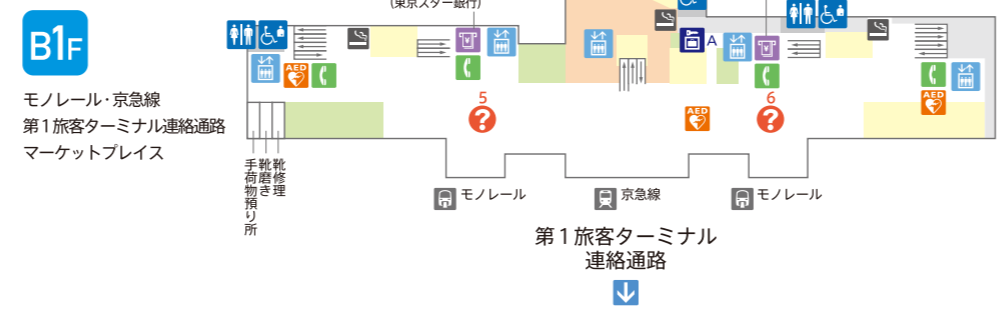 (東京スター銀行)
B1F
モノレール・京急線
第1旅客ターミナル連絡通路
マーケットプレイス
AED
5
?
A
AED
6
?
AED
手荷物預り所
靴磨き
靴修理
モノレール
京急線
モノレール
第1旅客ターミナル
連絡通路